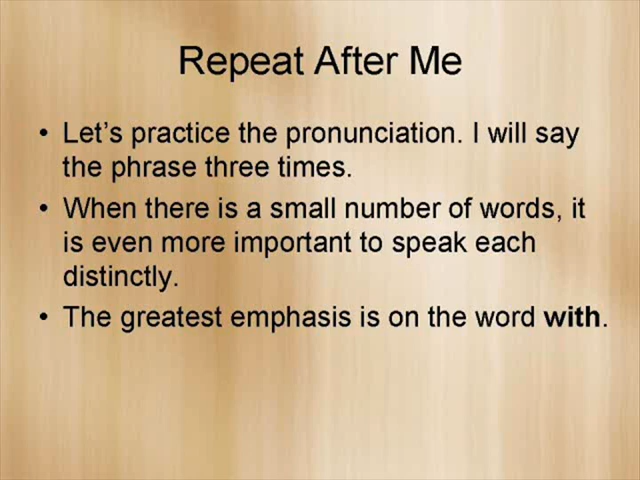 Repeat After Me
• Let's practice the pronunciation. I will say
the phrase three times.
• When there is a small number of words, it
is even more important to speak each
distinctly.
• The greatest emphasis is on the word with.